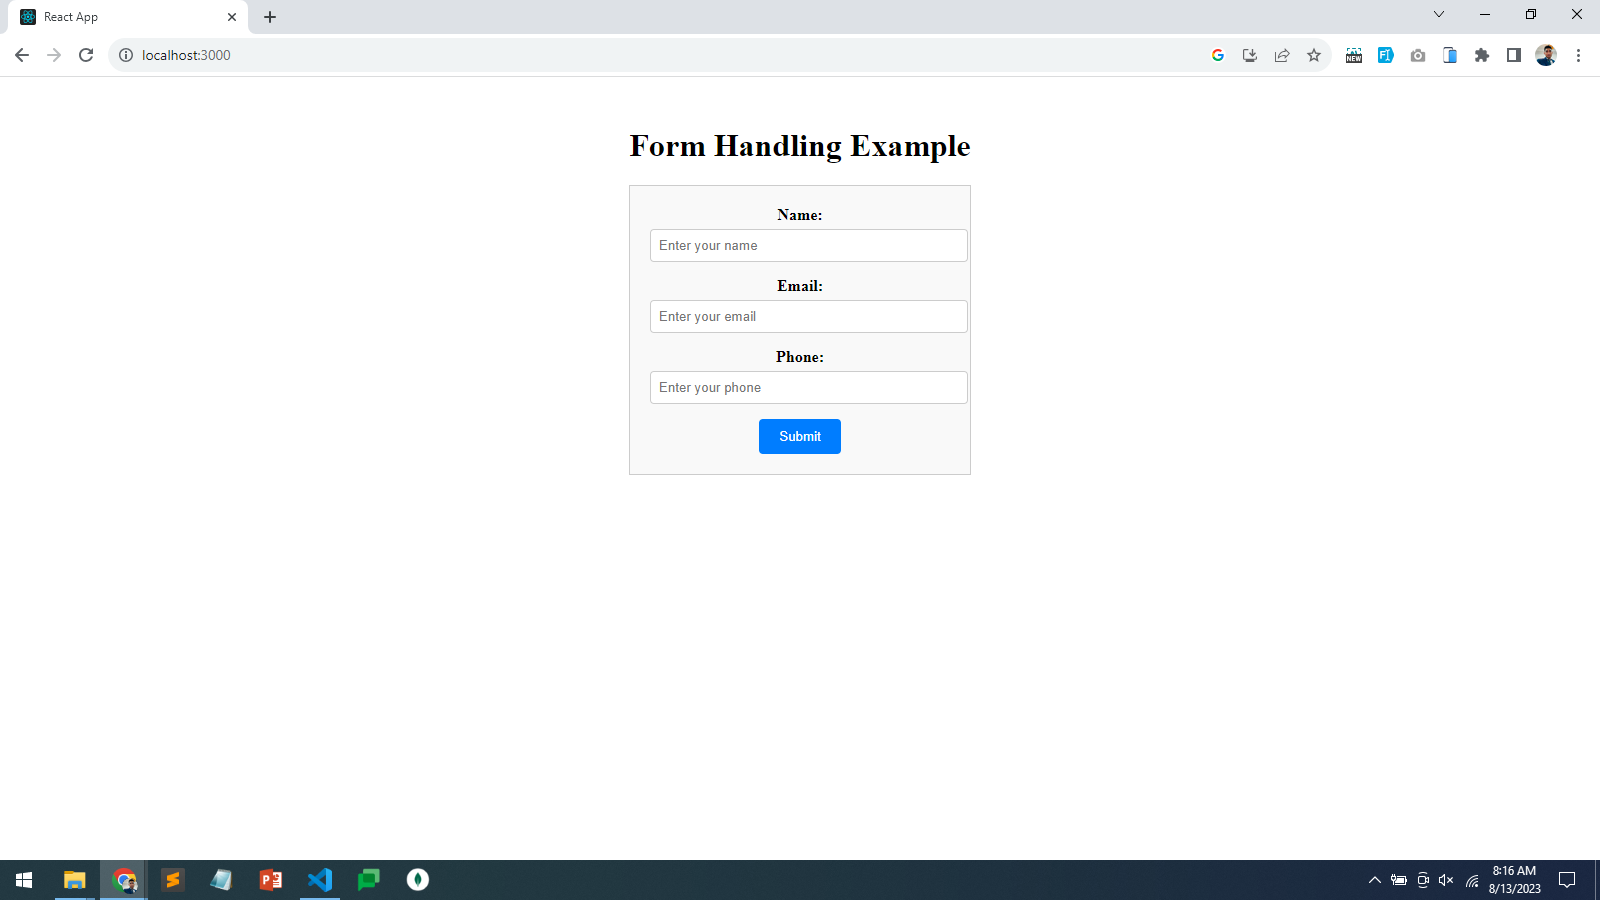 React App
localhost:3000
NEW
Form Handling Example
Name:
Enter your name
Email:
Enter your email
Phone:
Enter your phone
Submit
8:16 AM
8/13/2023